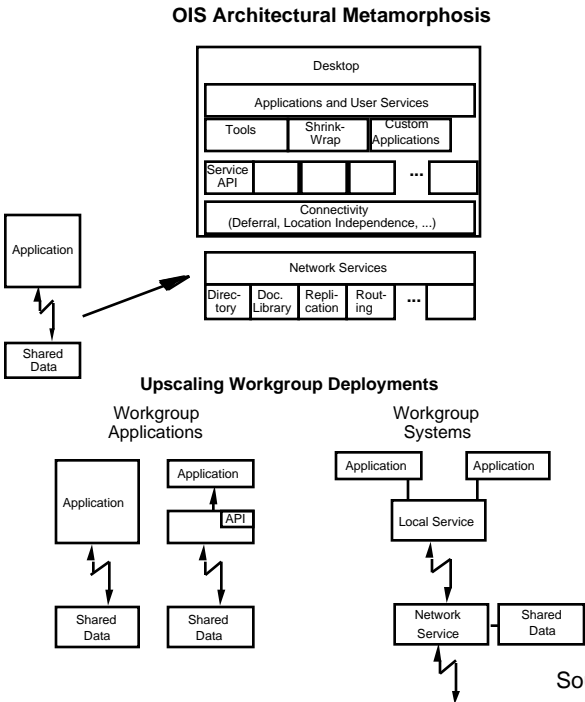 OIS Architectural Metamorphosis
Desktop
Applications and User Services
Tools
Shrink-
Wrap
Custom
Applications
Service
API
...
Connectivity
(Deferral, Location Independence, ...)
Application
Shared
Data
Network Services
Direc-
tory
Doc.
Library
Repli-
cation
Rout-
ing
...
Upscaling Workgroup Deployments
Workgroup
Applications
Application
Shared
Data
Application
API
Shared
Data
Workgroup
Systems
Application
Application
Local Service
Network
Service
Shared
Data
So